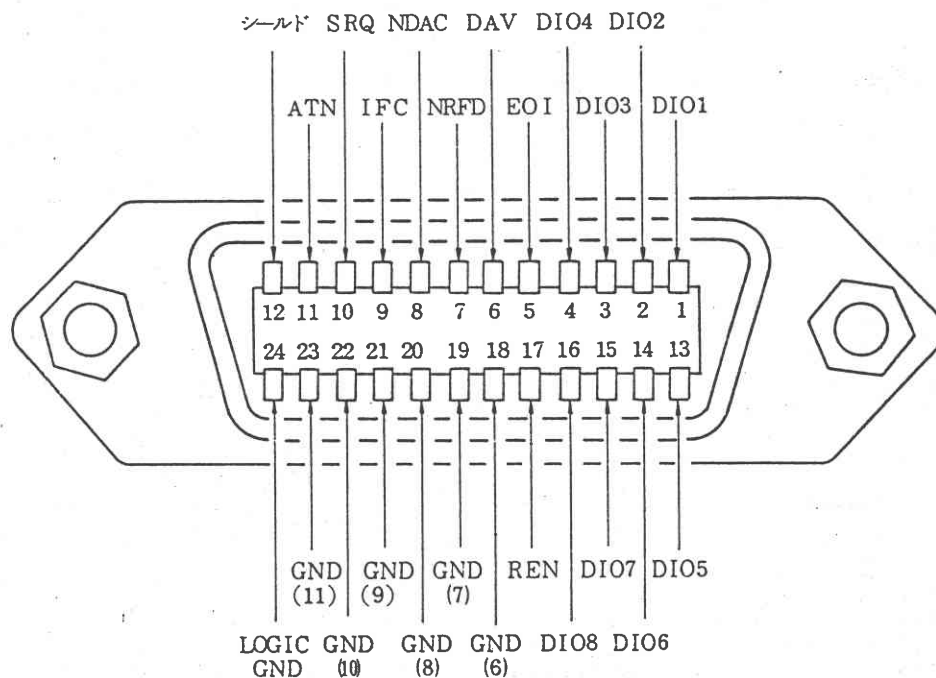 シールド SRQ NDAC DAV DIO4 DIO2
ATN IFC NRFD EOI DIO3 DIO1
12 11 10 9 8 7 6 5 4 3 2 1
24 23 22 21 20 19 18 17 16 15 14 13
GND GND GND REN DIO7 DIO5
(11) (9) (7)
LOGIC GND GND GND DIO8 DIO6
GND (10) (8) (6)